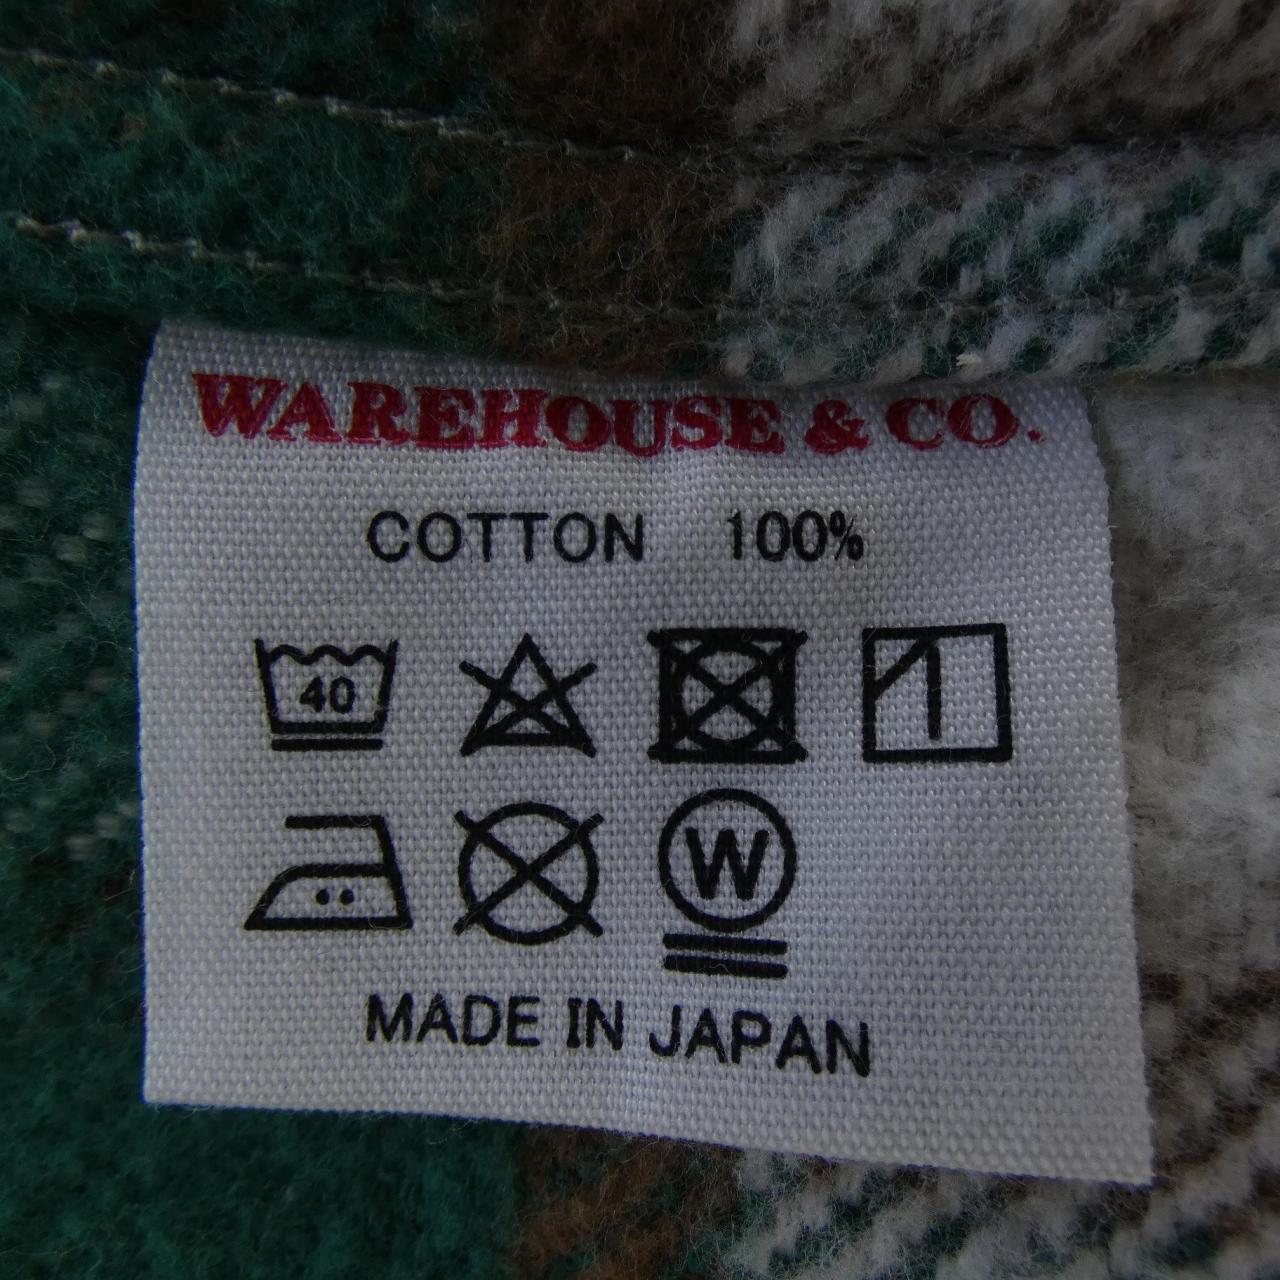 WAREHOUSE & CO.
COTTON 100%
40
W
MADE IN JAPAN